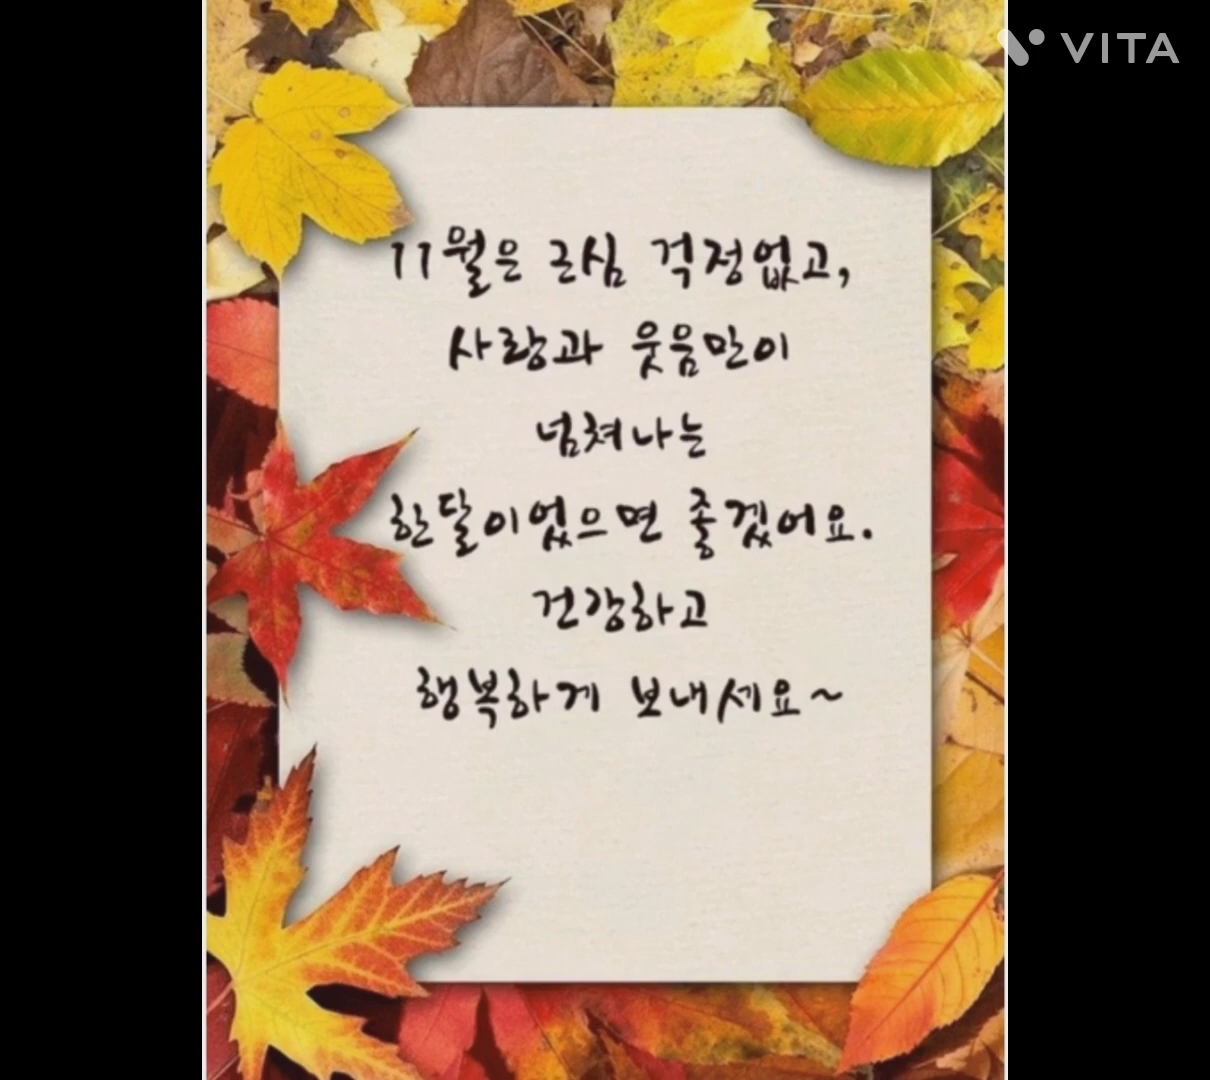 VITA
11월은 근심 걱정없고,
사랑과 웃음만이
넘쳐나는
한달이었으면 좋겠어요.
건강하고
행복하게 보내세요~